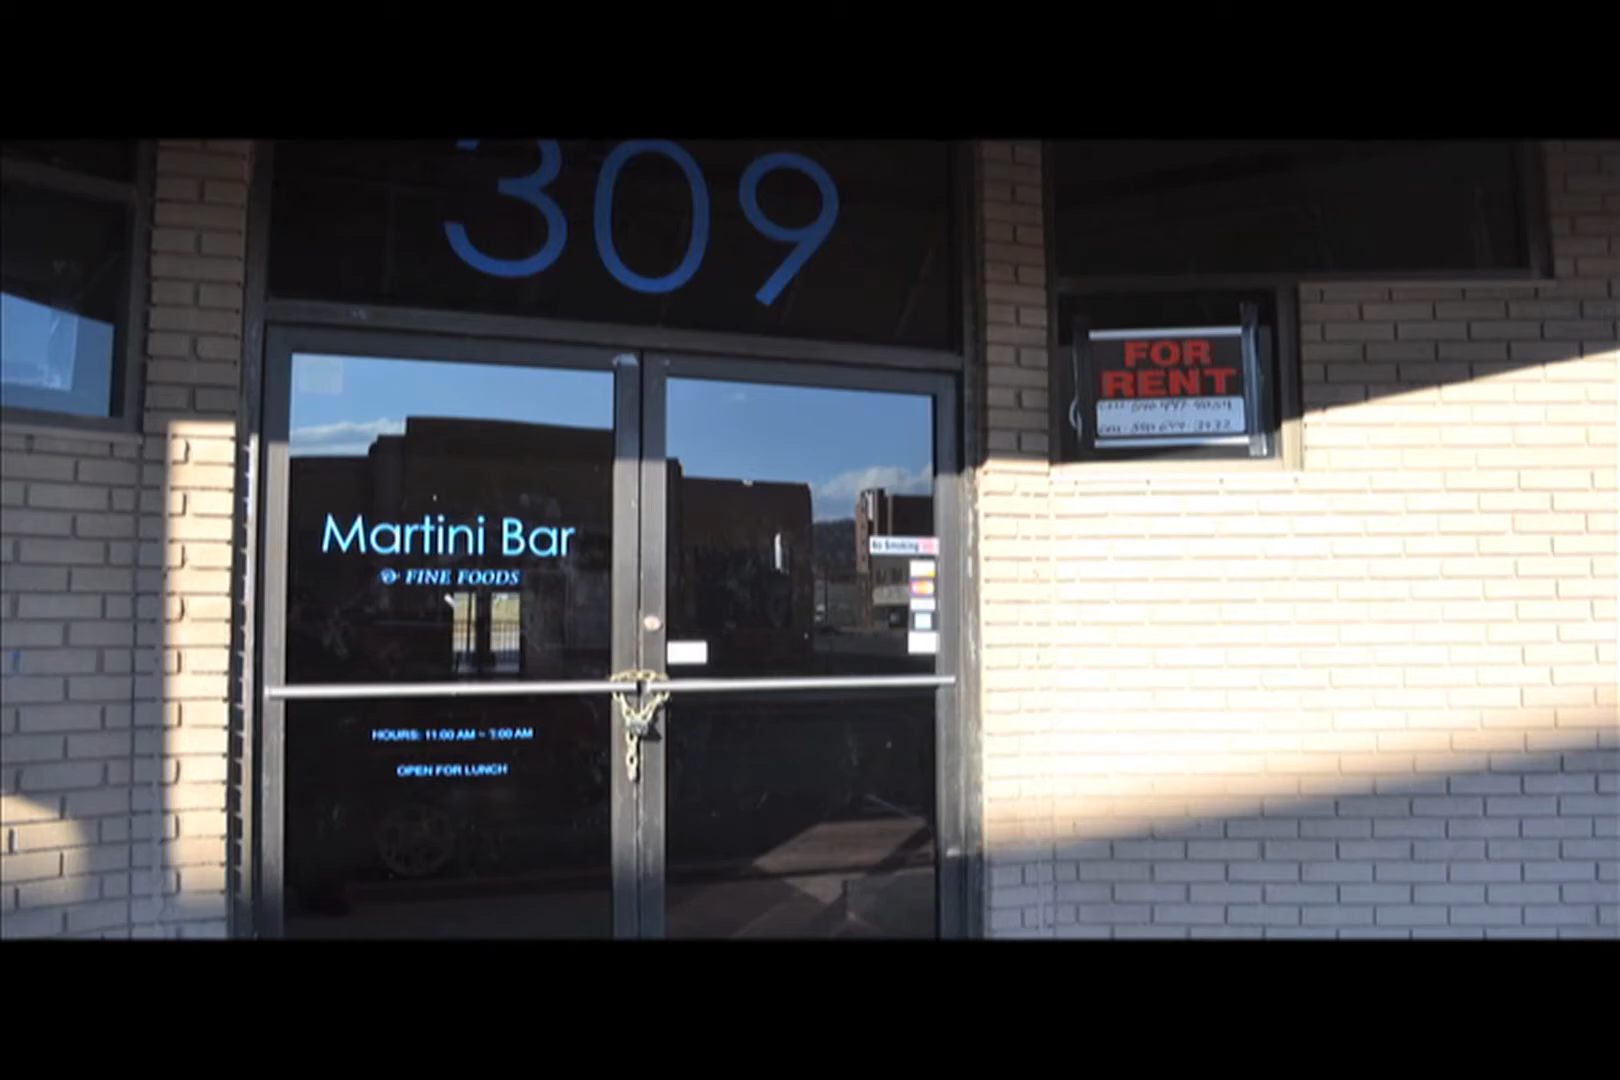 309
FOR
RENT
Martini Bar
FINE FOODS
No Smoking
HOURS: 11:00 AM – 1:00 AM
OPEN FOR LUNCH